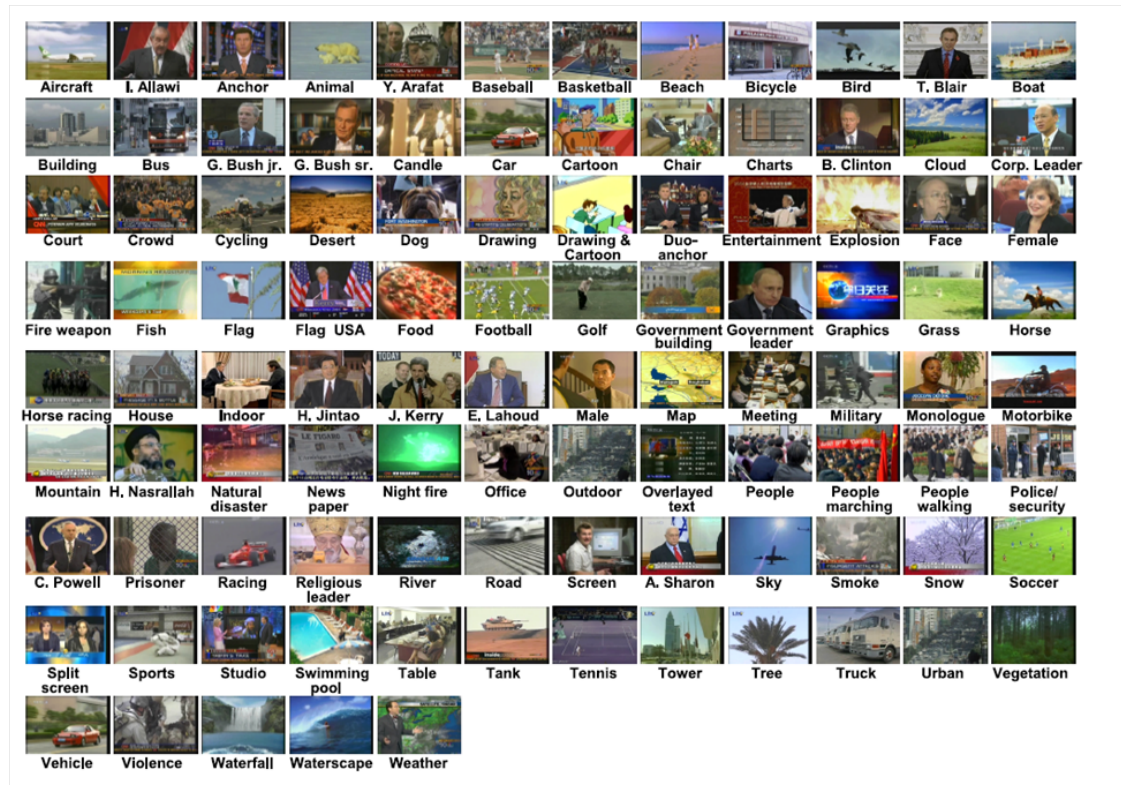 Aircraft I. Allawi Anchor Animal Y. Arafat Baseball Basketball Beach Bicycle Bird T. Blair Boat
Building Bus G. Bush jr. G. Bush sr. Candle Car Cartoon Chair Charts B. Clinton Cloud Corp. Leader
Court Crowd Cycling Desert Dog Drawing Drawing & Duo- Entertainment Explosion Face Female
Cartoon anchor
Fire weapon Fish Flag Flag USA Food Football Golf Government Government Graphics Grass Horse
building leader
Horse racing House Indoor H. Jintao J. Kerry E. Lahoud Male Map Meeting Military Monologue Motorbike
Mountain H. Nasrallah Natural News Night fire Office Outdoor Overlayed People People People Police/
disaster paper text marching walking security
C. Powell Prisoner Racing Religious River Road Screen A. Sharon Sky Smoke Snow Soccer
leader
Split Sports Studio Swimming Table Tank Tennis Tower Tree Truck Urban Vegetation
screen pool
Vehicle Violence Waterfall Waterscape Weather